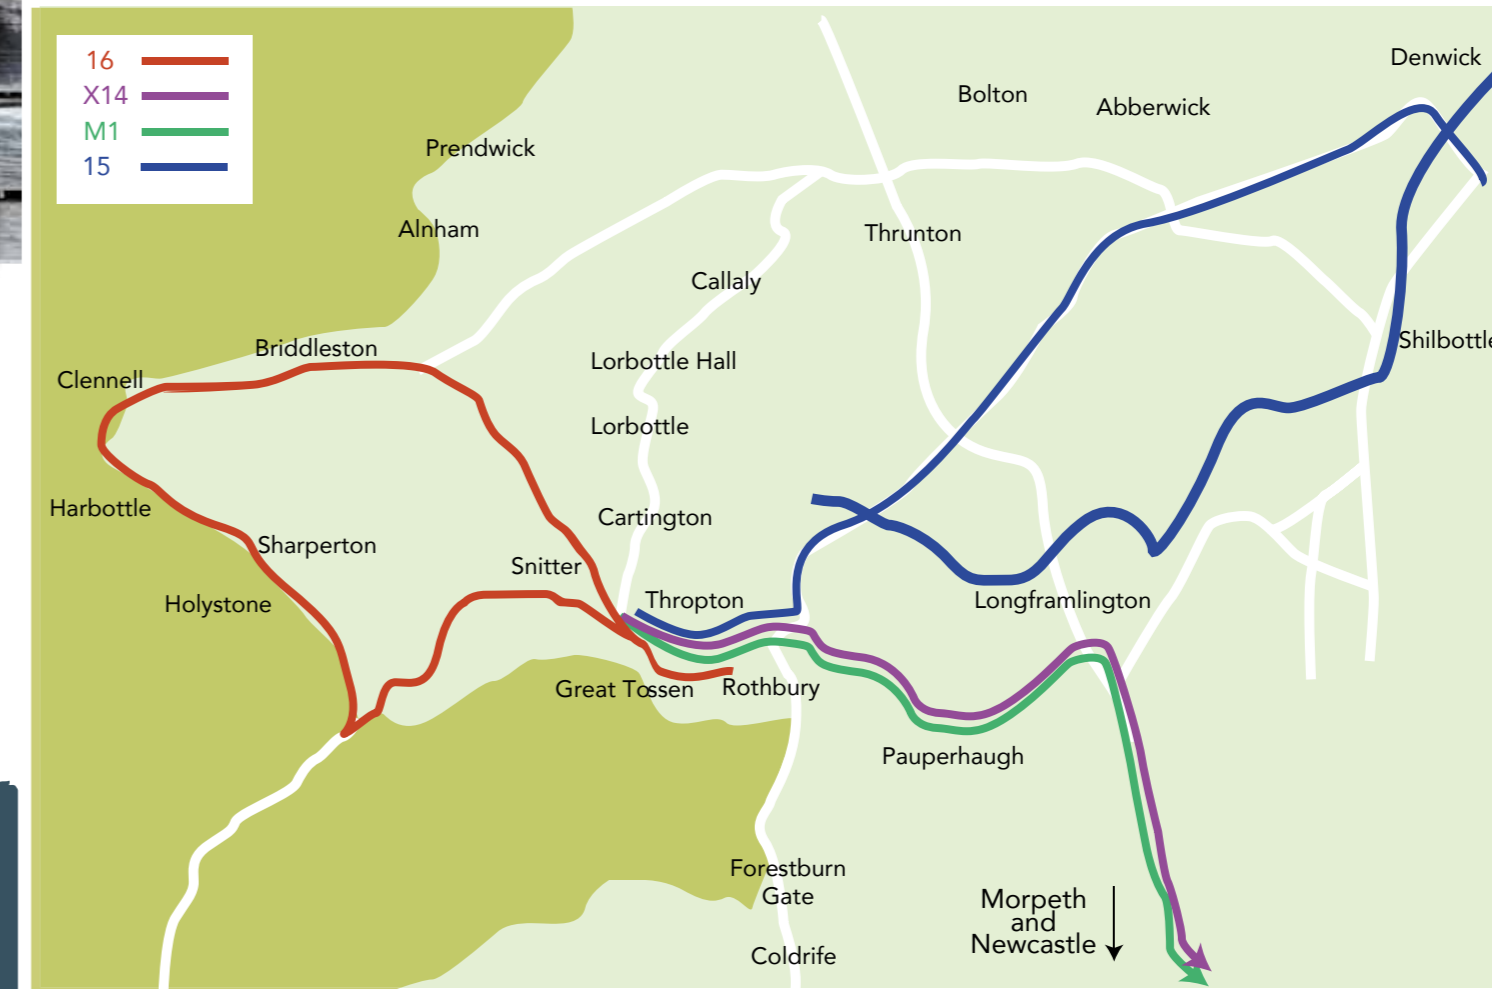 16
X14
M1
15
Denwick
Bolton
Abberwick
Prendwick
Alnham
Thrunton
Callaly
Shilbottle
Briddleston
Lorbottle Hall
Clennell
Lorbottle
Harbottle
Cartington
Sharperton
Snitter
Holystone
Thropton
Longframlington
Great Tossen
Rothbury
Pauperhaugh
Forestburn
Gate
Morpeth
and
Newcastle
Coldrife